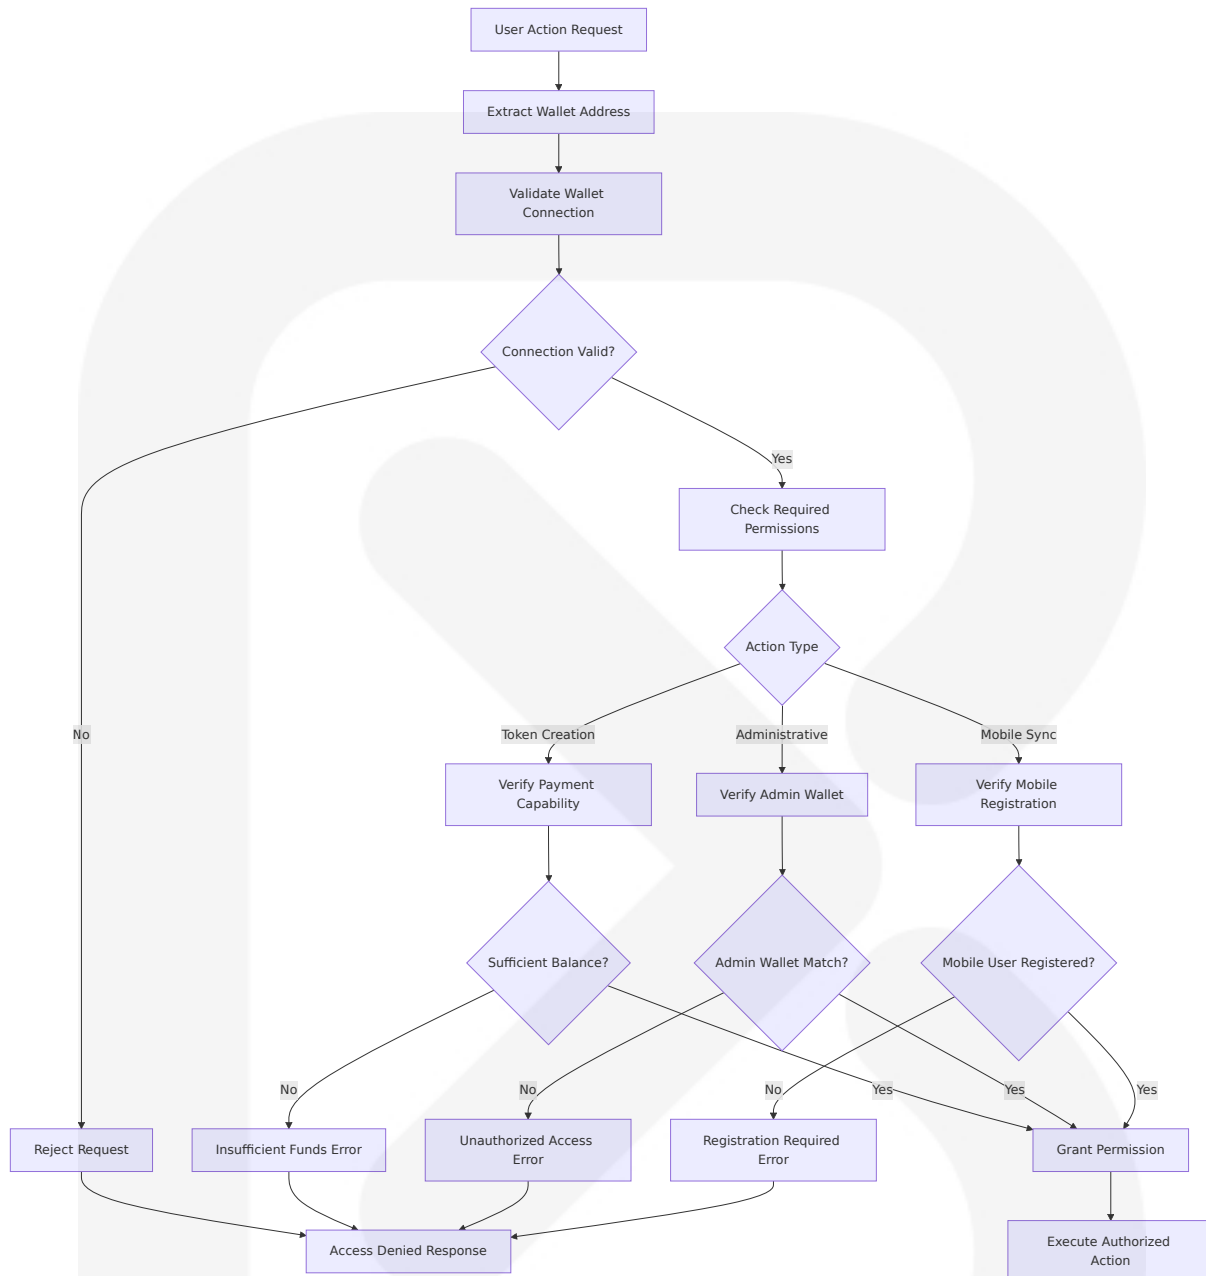 User Action Request
Extract Wallet Address
Validate Wallet
Connection
Connection Valid?
Yes
Check Required
Permissions
Action Type
No
Token Creation
Administrative
Mobile Sync
Verify Payment
Capability
Verify Admin Wallet
Verify Mobile
Registration
Sufficient Balance?
Admin Wallet Match?
Mobile User Registered?
No
No
No
Yes
Yes
Yes
Reject Request
Insufficient Funds Error
Unauthorized Access
Error
Registration Required
Error
Grant Permission
Access Denied Response
Execute Authorized
Action